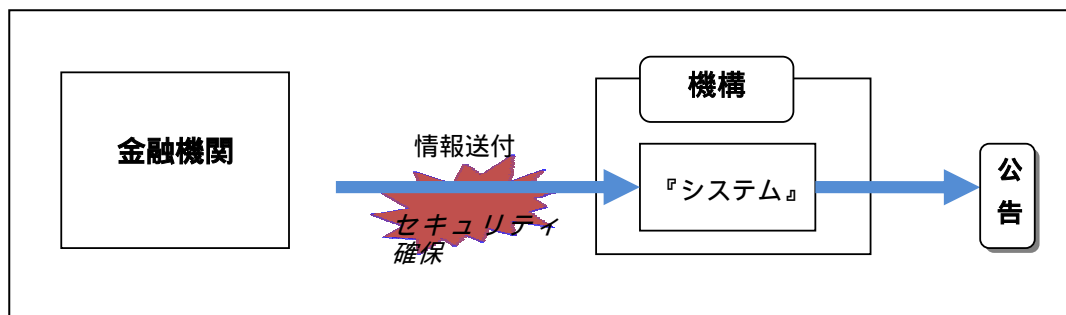 金融機関
情報送付
セキュリティ
確保
機構
『システム』
公
告